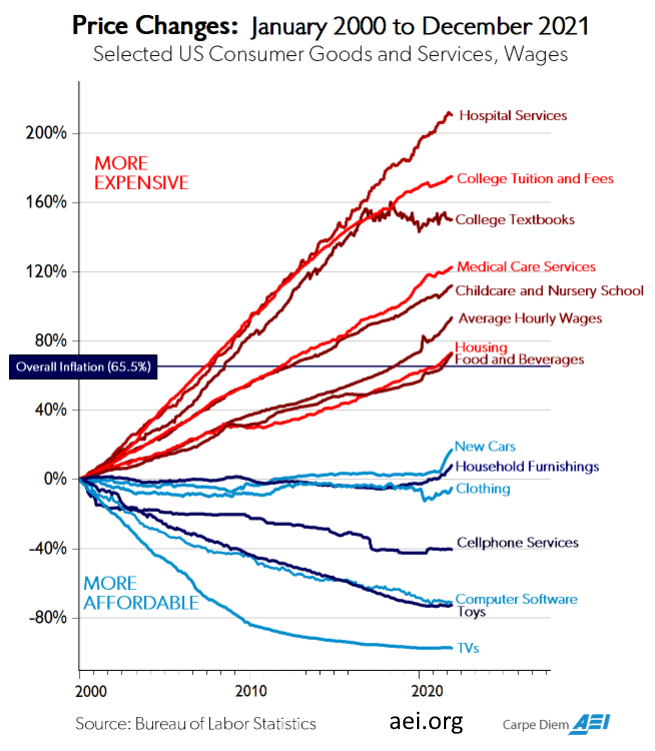 Price Changes: January 2000 to December 2021
Selected US Consumer Goods and Services, Wages
200%
160%
120%
80%
40%
0%
-40%
-80%
MORE
EXPENSIVE
Overall Inflation (65.5%)
MORE
AFFORDABLE
Hospital Services
College Tuition and Fees
College Textbooks
Medical Care Services
Childcare and Nursery School
Average Hourly Wages
Housing
Food and Beverages
New Cars
Household Furnishings
Clothing
Cellphone Services
Computer Software
Toys
TVs
2000
2010
2020
Source: Bureau of Labor Statistics
aei.org
Carpe Diem AEI